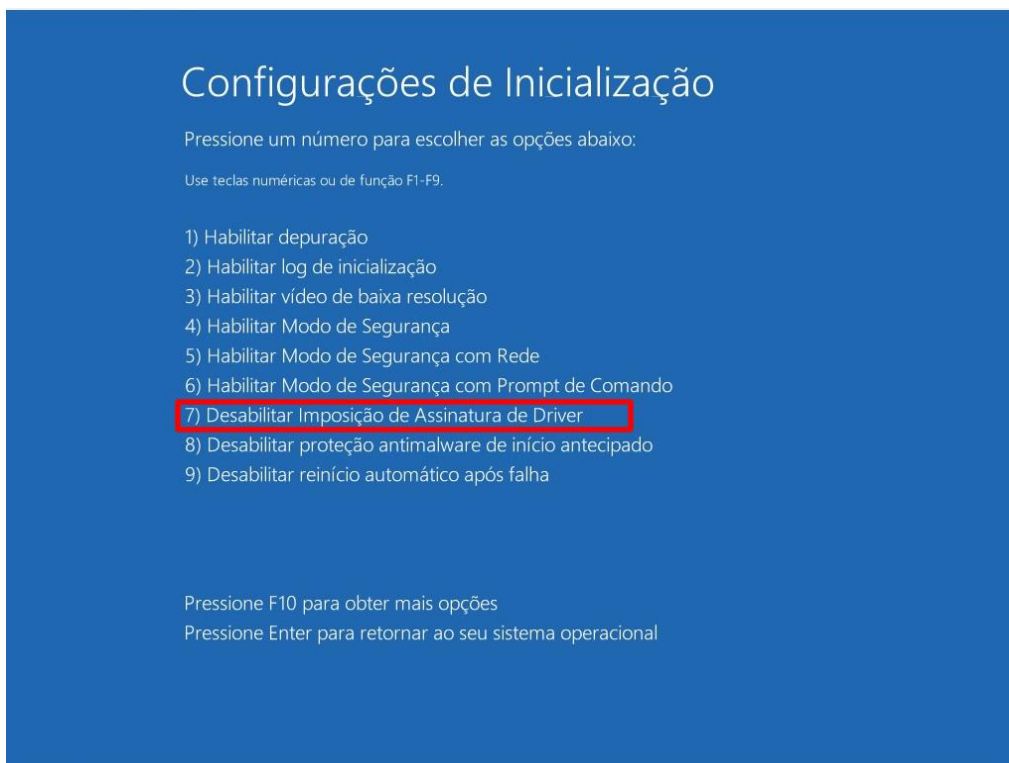 Configurações de Inicialização
Pressione um número para escolher as opções abaixo:
Use teclas numéricas ou de função F1-F9.
1) Habilitar depuração
2) Habilitar log de inicialização
3) Habilitar vídeo de baixa resolução
4) Habilitar Modo de Segurança
5) Habilitar Modo de Segurança com Rede
6) Habilitar Modo de Segurança com Prompt de Comando
7) Desabilitar Imposição de Assinatura de Driver
8) Desabilitar proteção antimalware de início antecipado
9) Desabilitar reinício automático após falha
Pressione F10 para obter mais opções
Pressione Enter para retornar ao seu sistema operacional